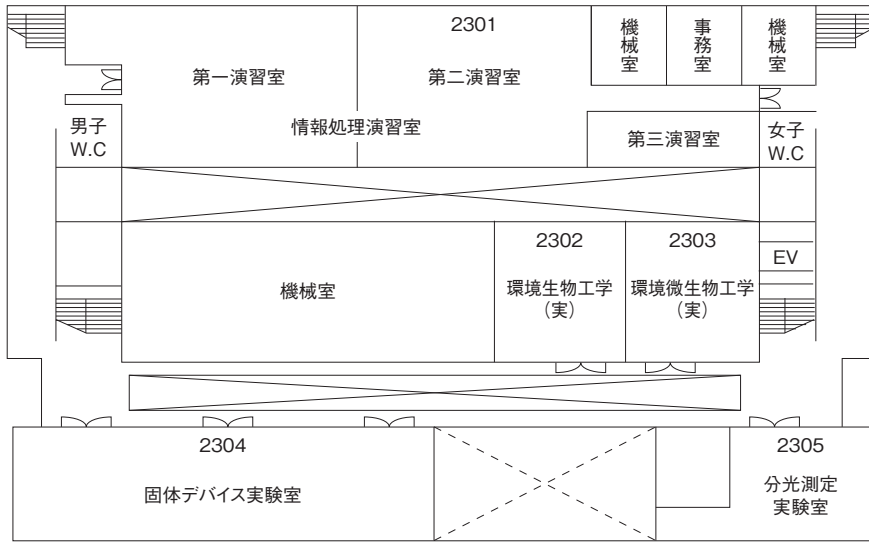 2301
機械室
事務室
機械室
第一演習室
第二演習室
情報処理演習室
第三演習室
男子
W.C
女子
W.C
2302
環境生物工学
（実）
2303
環境微生物工学
（実）
EV
機械室
2304
固体デバイス実験室
2305
分光測定
実験室